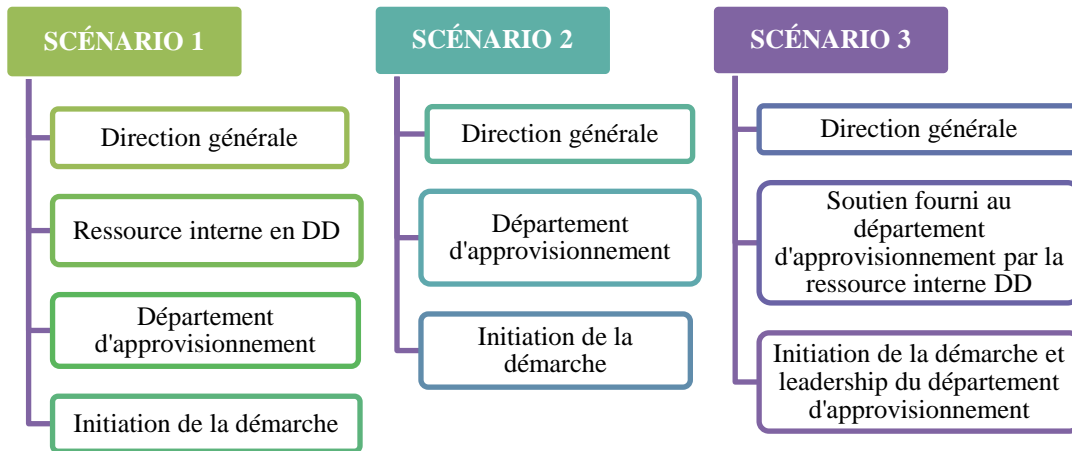 SCÉNARIO 1
Direction générale
Ressource interne en DD
Département
d'approvisionnement
Initiation de la démarche
SCÉNARIO 2
Direction générale
Département
d'approvisionnement
Initiation de la
démarche
SCÉNARIO 3
Direction générale
Soutien fourni au
département
d'approvisionnement par la
ressource interne DD
Initiation de la démarche et
leadership du département
d'approvisionnement